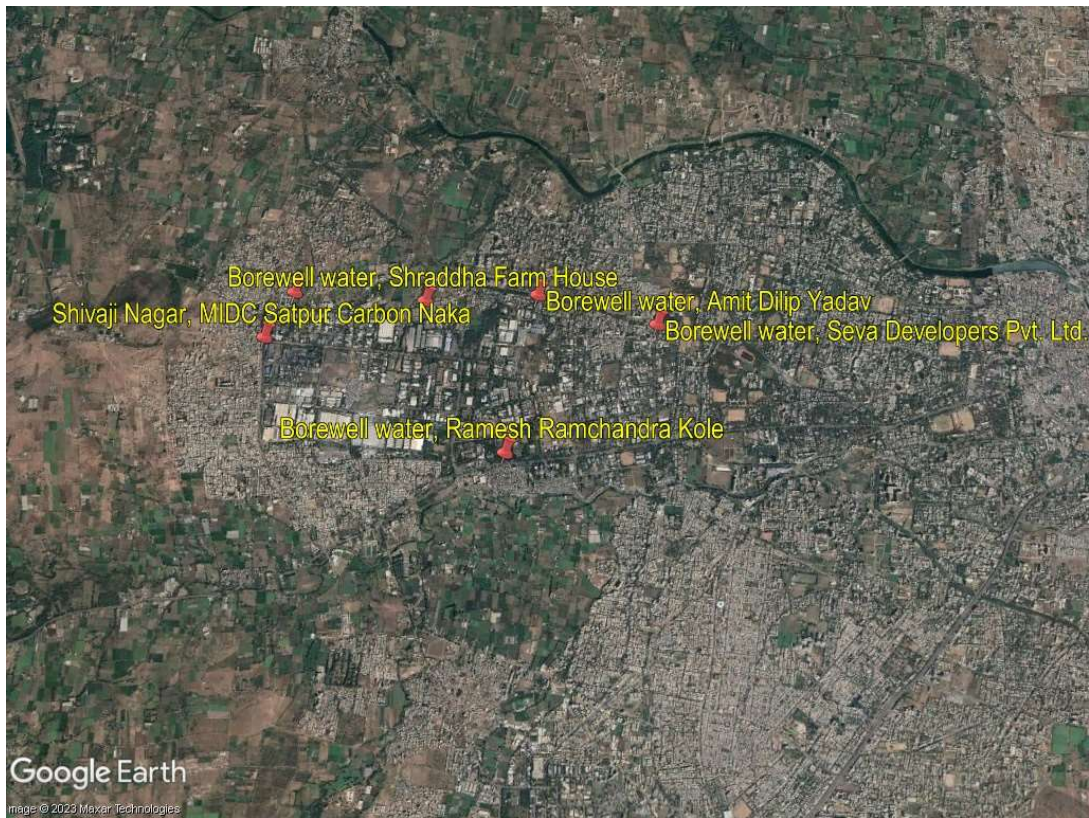 Borewell water, Shraddha Farm House
Borewell water, Amit Dilip Yadav
Shivaji Nagar, MIDC Satpur Carbon Naka
Borewell water, Seva Developers Pvt. Ltd.
Borewell water, Ramesh Ramchandra Kole
Google Earth
Image © 2023 Maxar Technologies